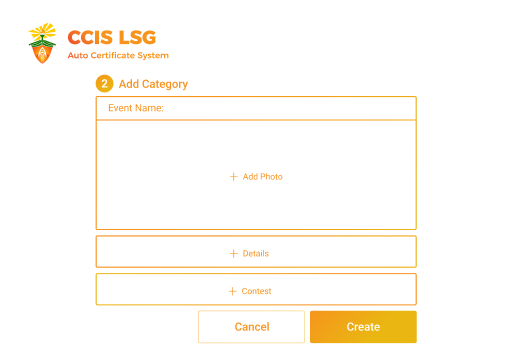 CCIS LSG
Auto Certificate System
2 Add Category
Event Name:
+ Add Photo
+ Details
+ Contest
Cancel Create